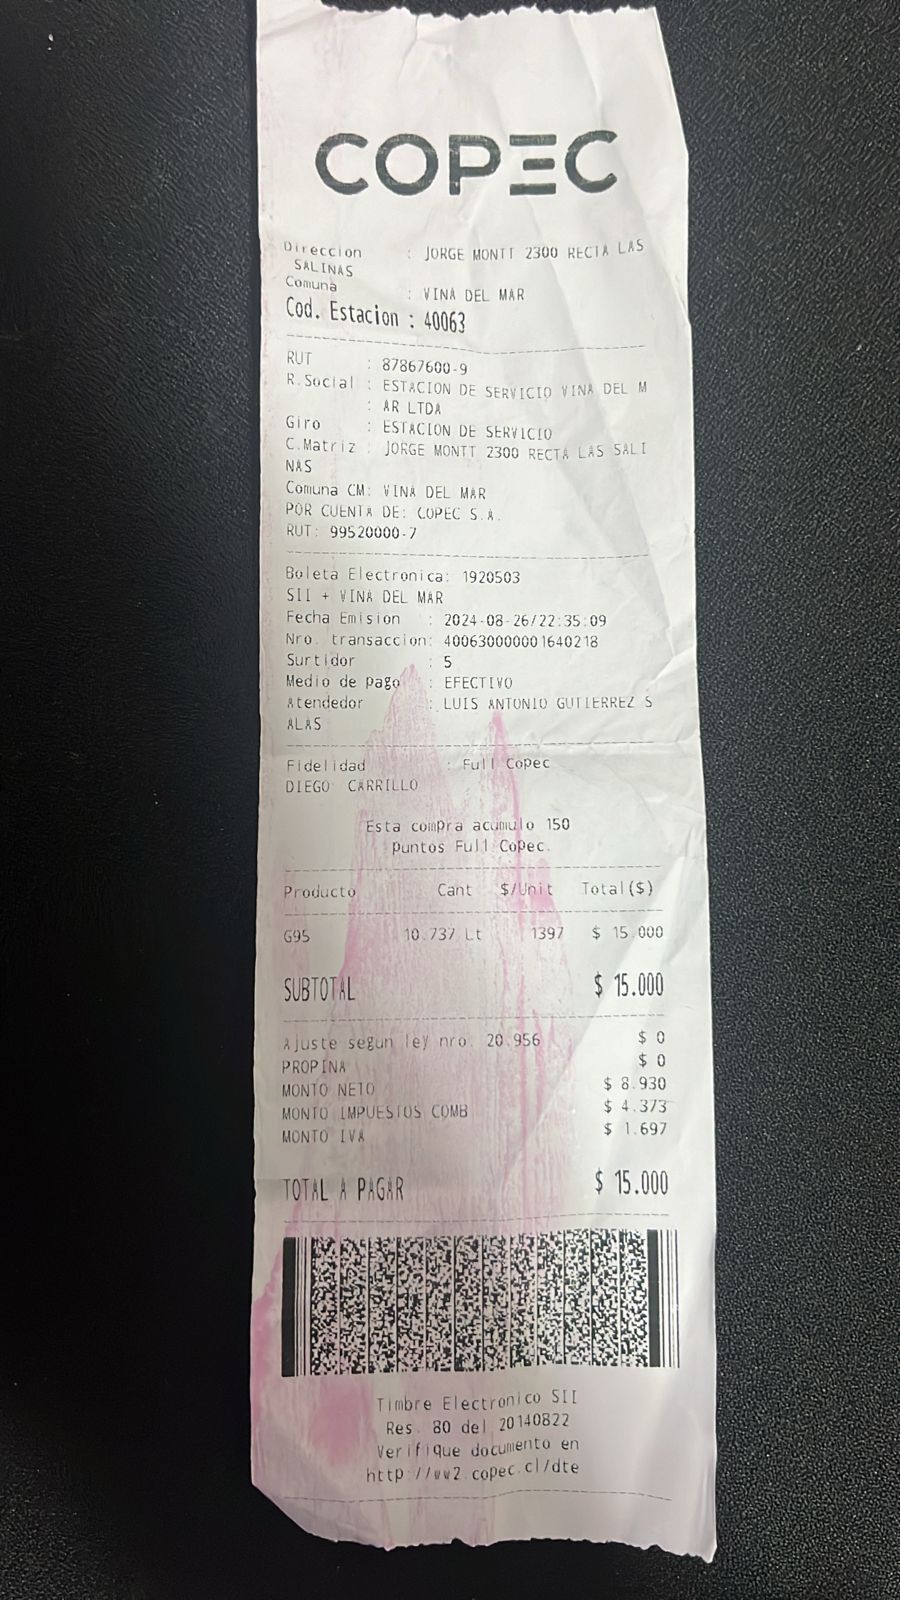 COPEC
Direccion : JORGE MONTT 2300 RECTA LAS
SALINAS
Comuna : VINA DEL MAR
Cod. Estacion : 40063
RUT : 87867600-9
R.Social : ESTACION DE SERVICIO VINA DEL M
: AR LTDA
Giro : ESTACION DE SERVICIO
C.Matriz : JORGE MONTT 2300 RECTA LAS SALI
NAS
Comuna CM: VINA DEL MAR
POR CUENTA DE: COPEC S.A.
RUT: 99520000-7
Boleta Electronica: 1920503
SII + VINA DEL MAR
Fecha Emision : 2024-08-26/22:35:09
Nro. transaccion: 400630000001640218
Surtidor : 5
Medio de pago : EFECTIVO
Atendedor : LUIS ANTONIO GUTIERREZ S
ALAS
Fidelidad : Full Copec
DIEGO CARRILLO
Esta compra acumulo 150
puntos Full Copec.
Producto Cant $/Unit Total($)
G95 10.737 Lt 1397 $ 15.000
SUBTOTAL $ 15.000
Ajuste segun ley nro. 20.956 $ 0
PROPINA $ 0
MONTO NETO $ 8.930
MONTO IMPUESTOS COMB $ 4.373
MONTO IVA $ 1.697
TOTAL A PAGAR $ 15.000
Timbre Electronico SII
Res. 80 del 20140822
Verifique documento en
http://ww2.copec.cl/dte